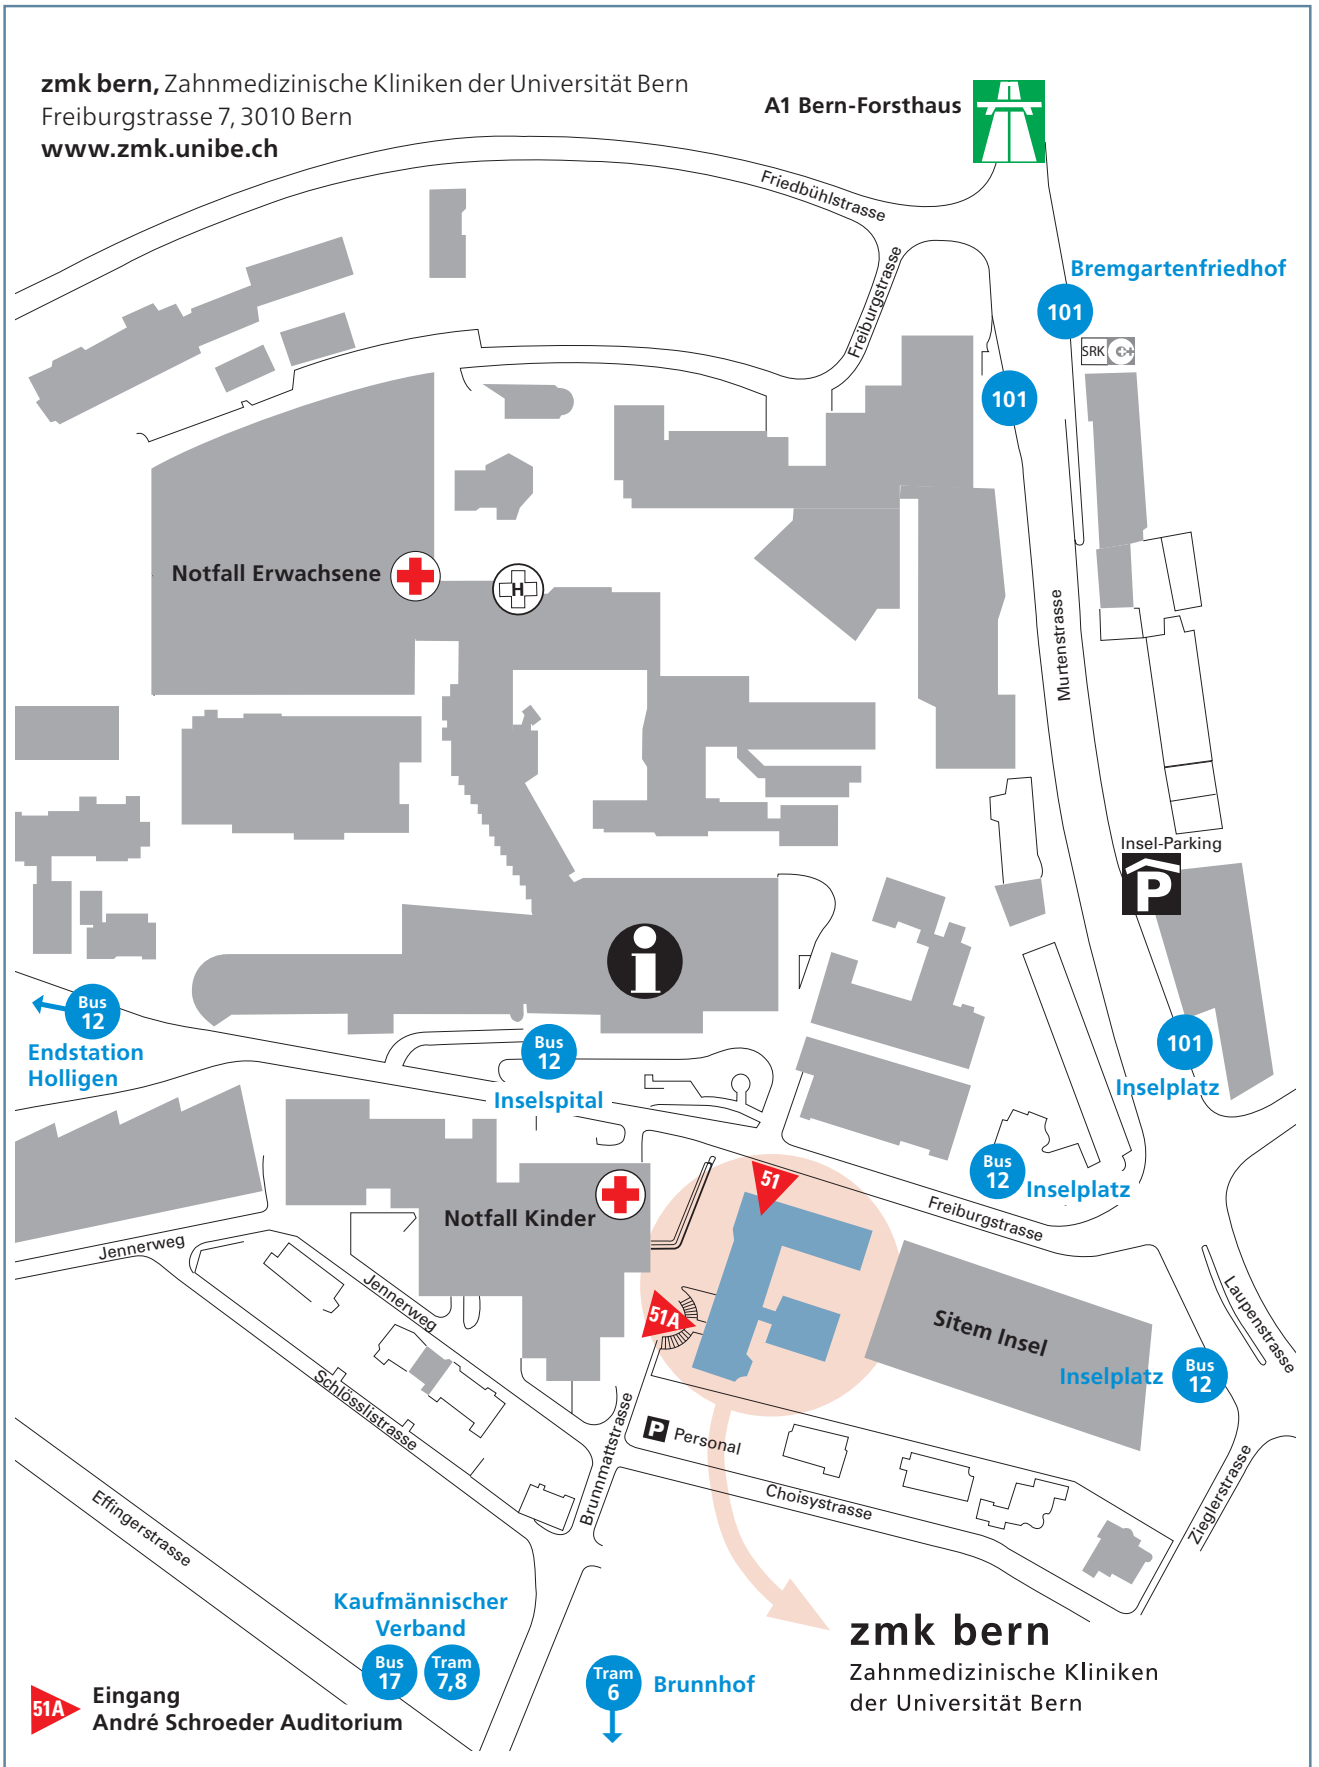 zmk bern, Zahnmedizinische Kliniken der Universität Bern
Freiburgstrasse 7, 3010 Bern
www.zmk.unibe.ch
A1 Bern-Forsthaus
Friedbühlstrasse
Freiburgstrasse
Bremgartenfriedhof
101
SRK
101
Notfall Erwachsene
H
Murtenstrasse
Insel-Parking
P
i
Bus
12
Endstation
Holligen
Bus
12
Inselspital
101
Inselplatz
Bus
12
Inselplatz
51
Notfall Kinder
Freiburgstrasse
Jennerweg
Jennerweg
51A
Sitem Insel
Laupenstrasse
Inselplatz
Bus
12
Schlösslistrasse
Brunnmattstrasse
P Personal
Choisystrasse
Zieglerstrasse
Effingerstrasse
Kaufmännischer
Verband
Bus
17
Tram
7,8
Tram
6
Brunnhof
zmk bern
Zahnmedizinische Kliniken
der Universität Bern
51A
Eingang
André Schroeder Auditorium